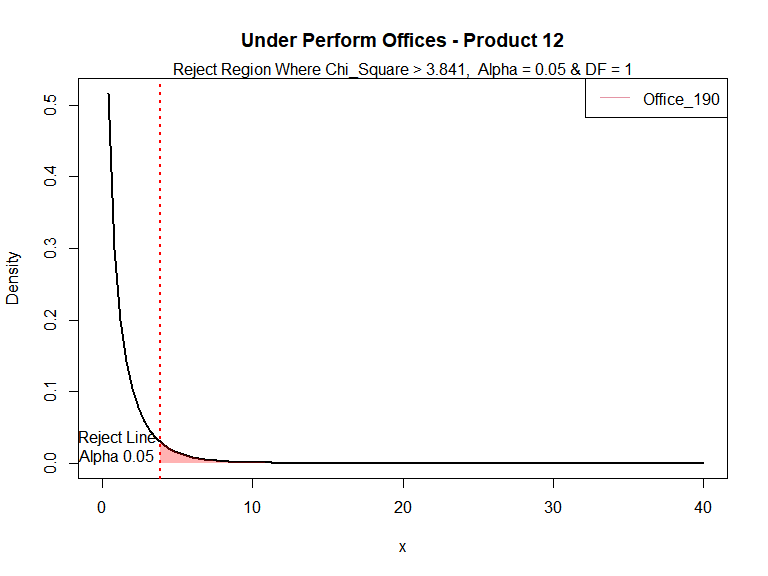 Under Perform Offices - Product 12
Reject Region Where Chi_Square > 3.841,  Alpha = 0.05 & DF = 1
Office_190
Density
0.5
0.4
0.3
0.2
0.1
0.0
Reject Line
Alpha 0.05
0
10
20
30
40
x